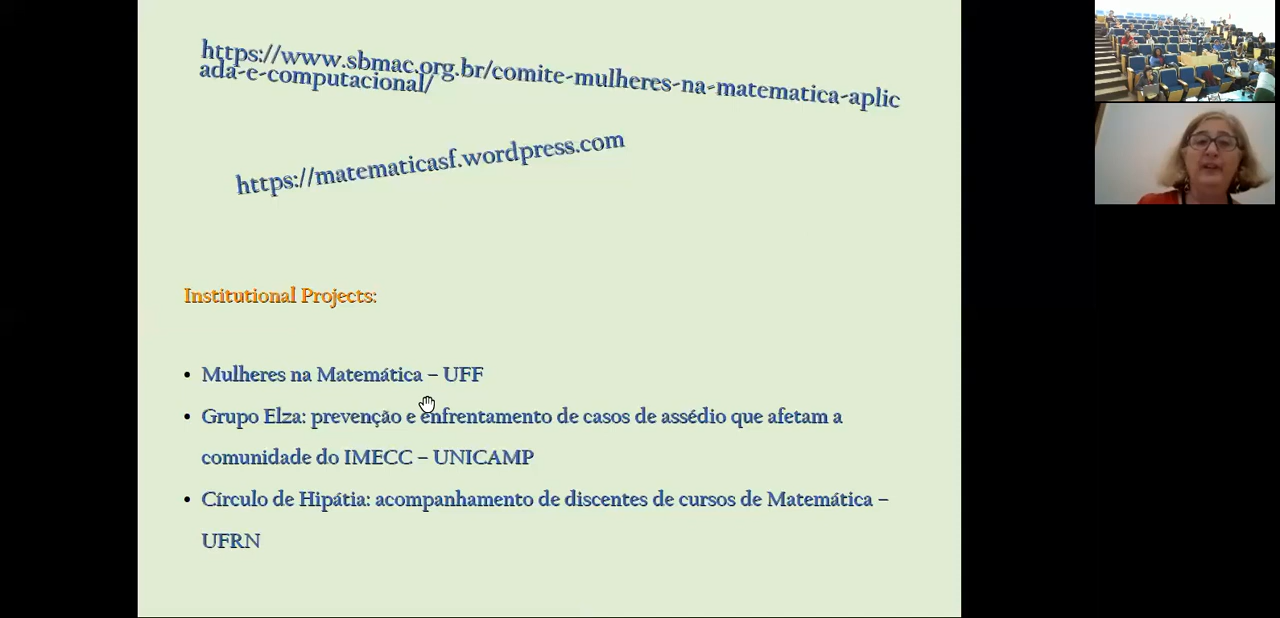 https://www.sbmac.org.br/comite-mulheres-na-matematica-aplic
ada-e-computacional/
https://matematicasf.wordpress.com
Institutional Projects:
• Mulheres na Matemática – UFF
• Grupo Elza: prevenção e enfrentamento de casos de assédio que afetam a
comunidade do IMECC – UNICAMP
• Círculo de Hipátia: acompanhamento de discentes de cursos de Matemática –
UFRN